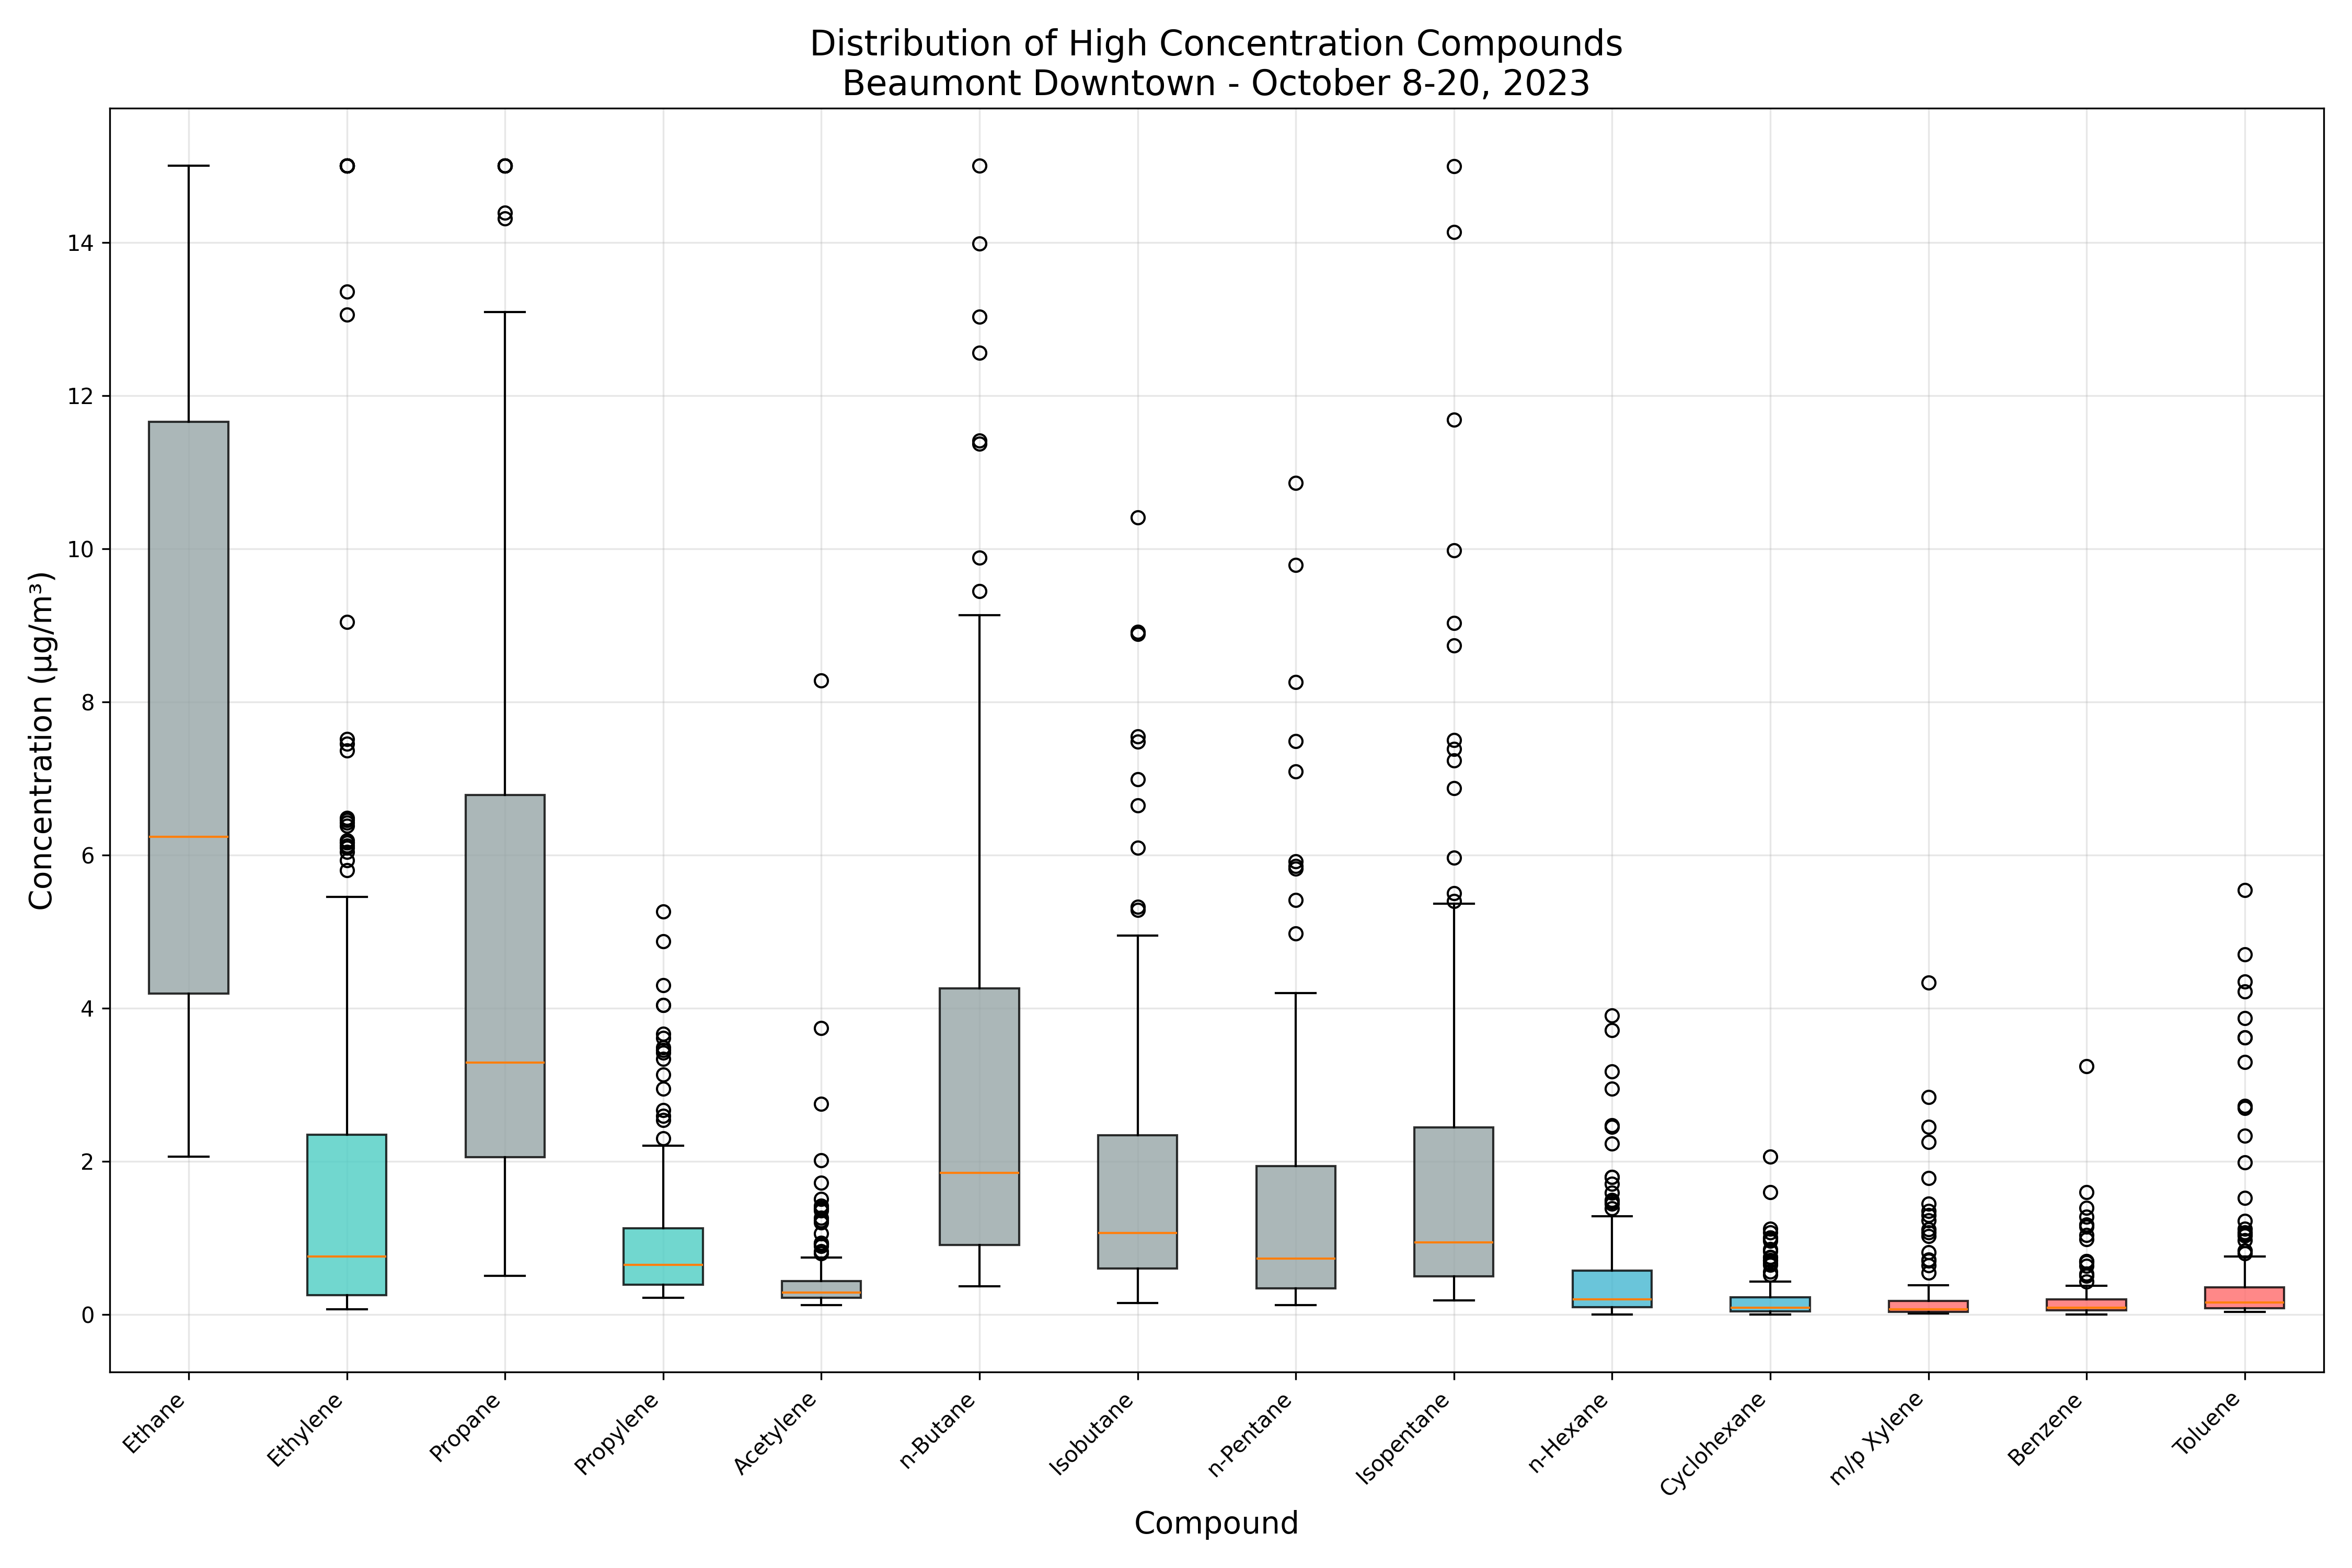 Distribution of High Concentration Compounds
Beaumont Downtown - October 8-20, 2023
Concentration (µg/m³)
14
12
10
8
6
4
2
0
Ethane
Ethylene
Propane
Propylene
Acetylene
n-Butane
Isobutane
n-Pentane
Isopentane
n-Hexane
Cyclohexane
m/p Xylene
Benzene
Toluene
Compound